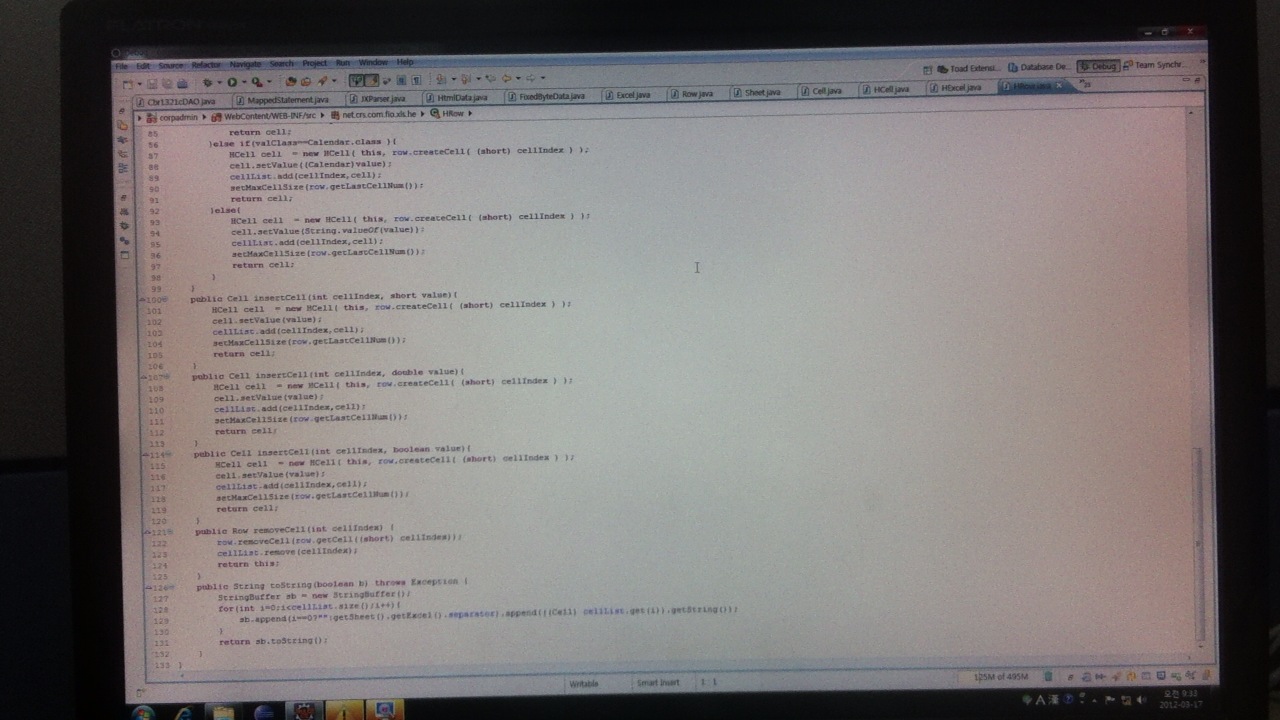 File Edit Source Refactor Navigate Search Project Run Window Help
Toad Extensi... Database De... Debug Team Synchr...
Cbr1321cDAO.java MappedStatement.java JXParser.java HtmlData.java FixedByteData.java Excel.java Row.java Sheet.java Cell.java HCell.java HExcel.java HRow.java
corpadmin WebContent/WEB-INF/src net.crs.com.fio.xls.he HRow
85 return cell;
86 }else if(valClass==Calendar.class ){
87 HCell cell = new HCell( this, row.createCell( (short) cellIndex ) );
88 cell.setValue((Calendar)value);
89 cellList.add(cellIndex,cell);
90 setMaxCellSize(row.getLastCellNum());
91 return cell;
92 }else{
93 HCell cell = new HCell( this, row.createCell( (short) cellIndex ) );
94 cell.setValue(String.valueOf(value));
95 cellList.add(cellIndex,cell);
96 setMaxCellSize(row.getLastCellNum());
97 return cell;
98 }
99 }
100 public Cell insertCell(int cellIndex, short value){
101 HCell cell = new HCell( this, row.createCell( (short) cellIndex ) );
102 cell.setValue(value);
103 cellList.add(cellIndex,cell);
104 setMaxCellSize(row.getLastCellNum());
105 return cell;
106 }
107 public Cell insertCell(int cellIndex, double value){
108 HCell cell = new HCell( this, row.createCell( (short) cellIndex ) );
109 cell.setValue(value);
110 cellList.add(cellIndex,cell);
111 setMaxCellSize(row.getLastCellNum());
112 return cell;
113 }
114 public Cell insertCell(int cellIndex, boolean value){
115 HCell cell = new HCell( this, row.createCell( (short) cellIndex ) );
116 cell.setValue(value);
117 cellList.add(cellIndex,cell);
118 setMaxCellSize(row.getLastCellNum());
119 return cell;
120 }
121 public Row removeCell(int cellIndex) {
122 row.removeCell(row.getCell((short) cellIndex));
123 cellList.remove(cellIndex);
124 return this;
125 }
126 public String toString(boolean b) throws Exception {
127 StringBuffer sb = new StringBuffer();
128 for(int i=0;i<cellList.size();i++){
129 sb.append(i==0?"":getSheet().getExcel().separator).append(((Cell) cellList.get(i)).getString());
130 }
131 return sb.toString();
132 }
133 }
Writable Smart Insert 1 : 1 125M of 495M
A 漢
오전 9:33
2012-03-17